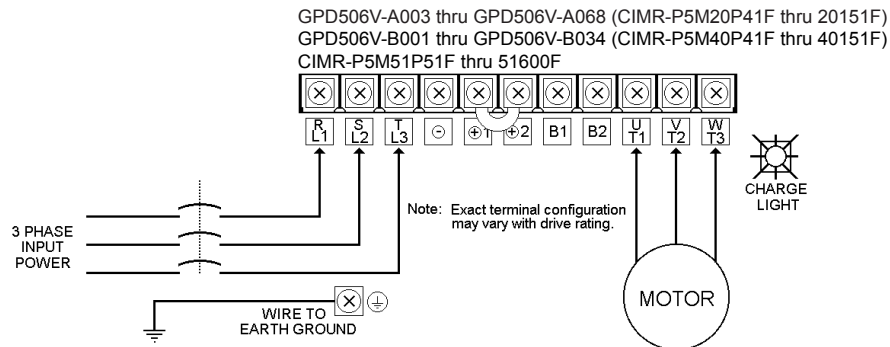 GPD506V-A003 thru GPD506V-A068 (CIMR-P5M20P41F thru 20151F)
GPD506V-B001 thru GPD506V-B034 (CIMR-P5M40P41F thru 40151F)
CIMR-P5M51P51F thru 51600F
R S T U V W
L1 L2 L3 ⊖ ⊕1 ⊕2 B1 B2 T1 T2 T3
CHARGE
LIGHT
Note: Exact terminal configuration
may vary with drive rating.
3 PHASE
INPUT
POWER
WIRE TO
EARTH GROUND
MOTOR